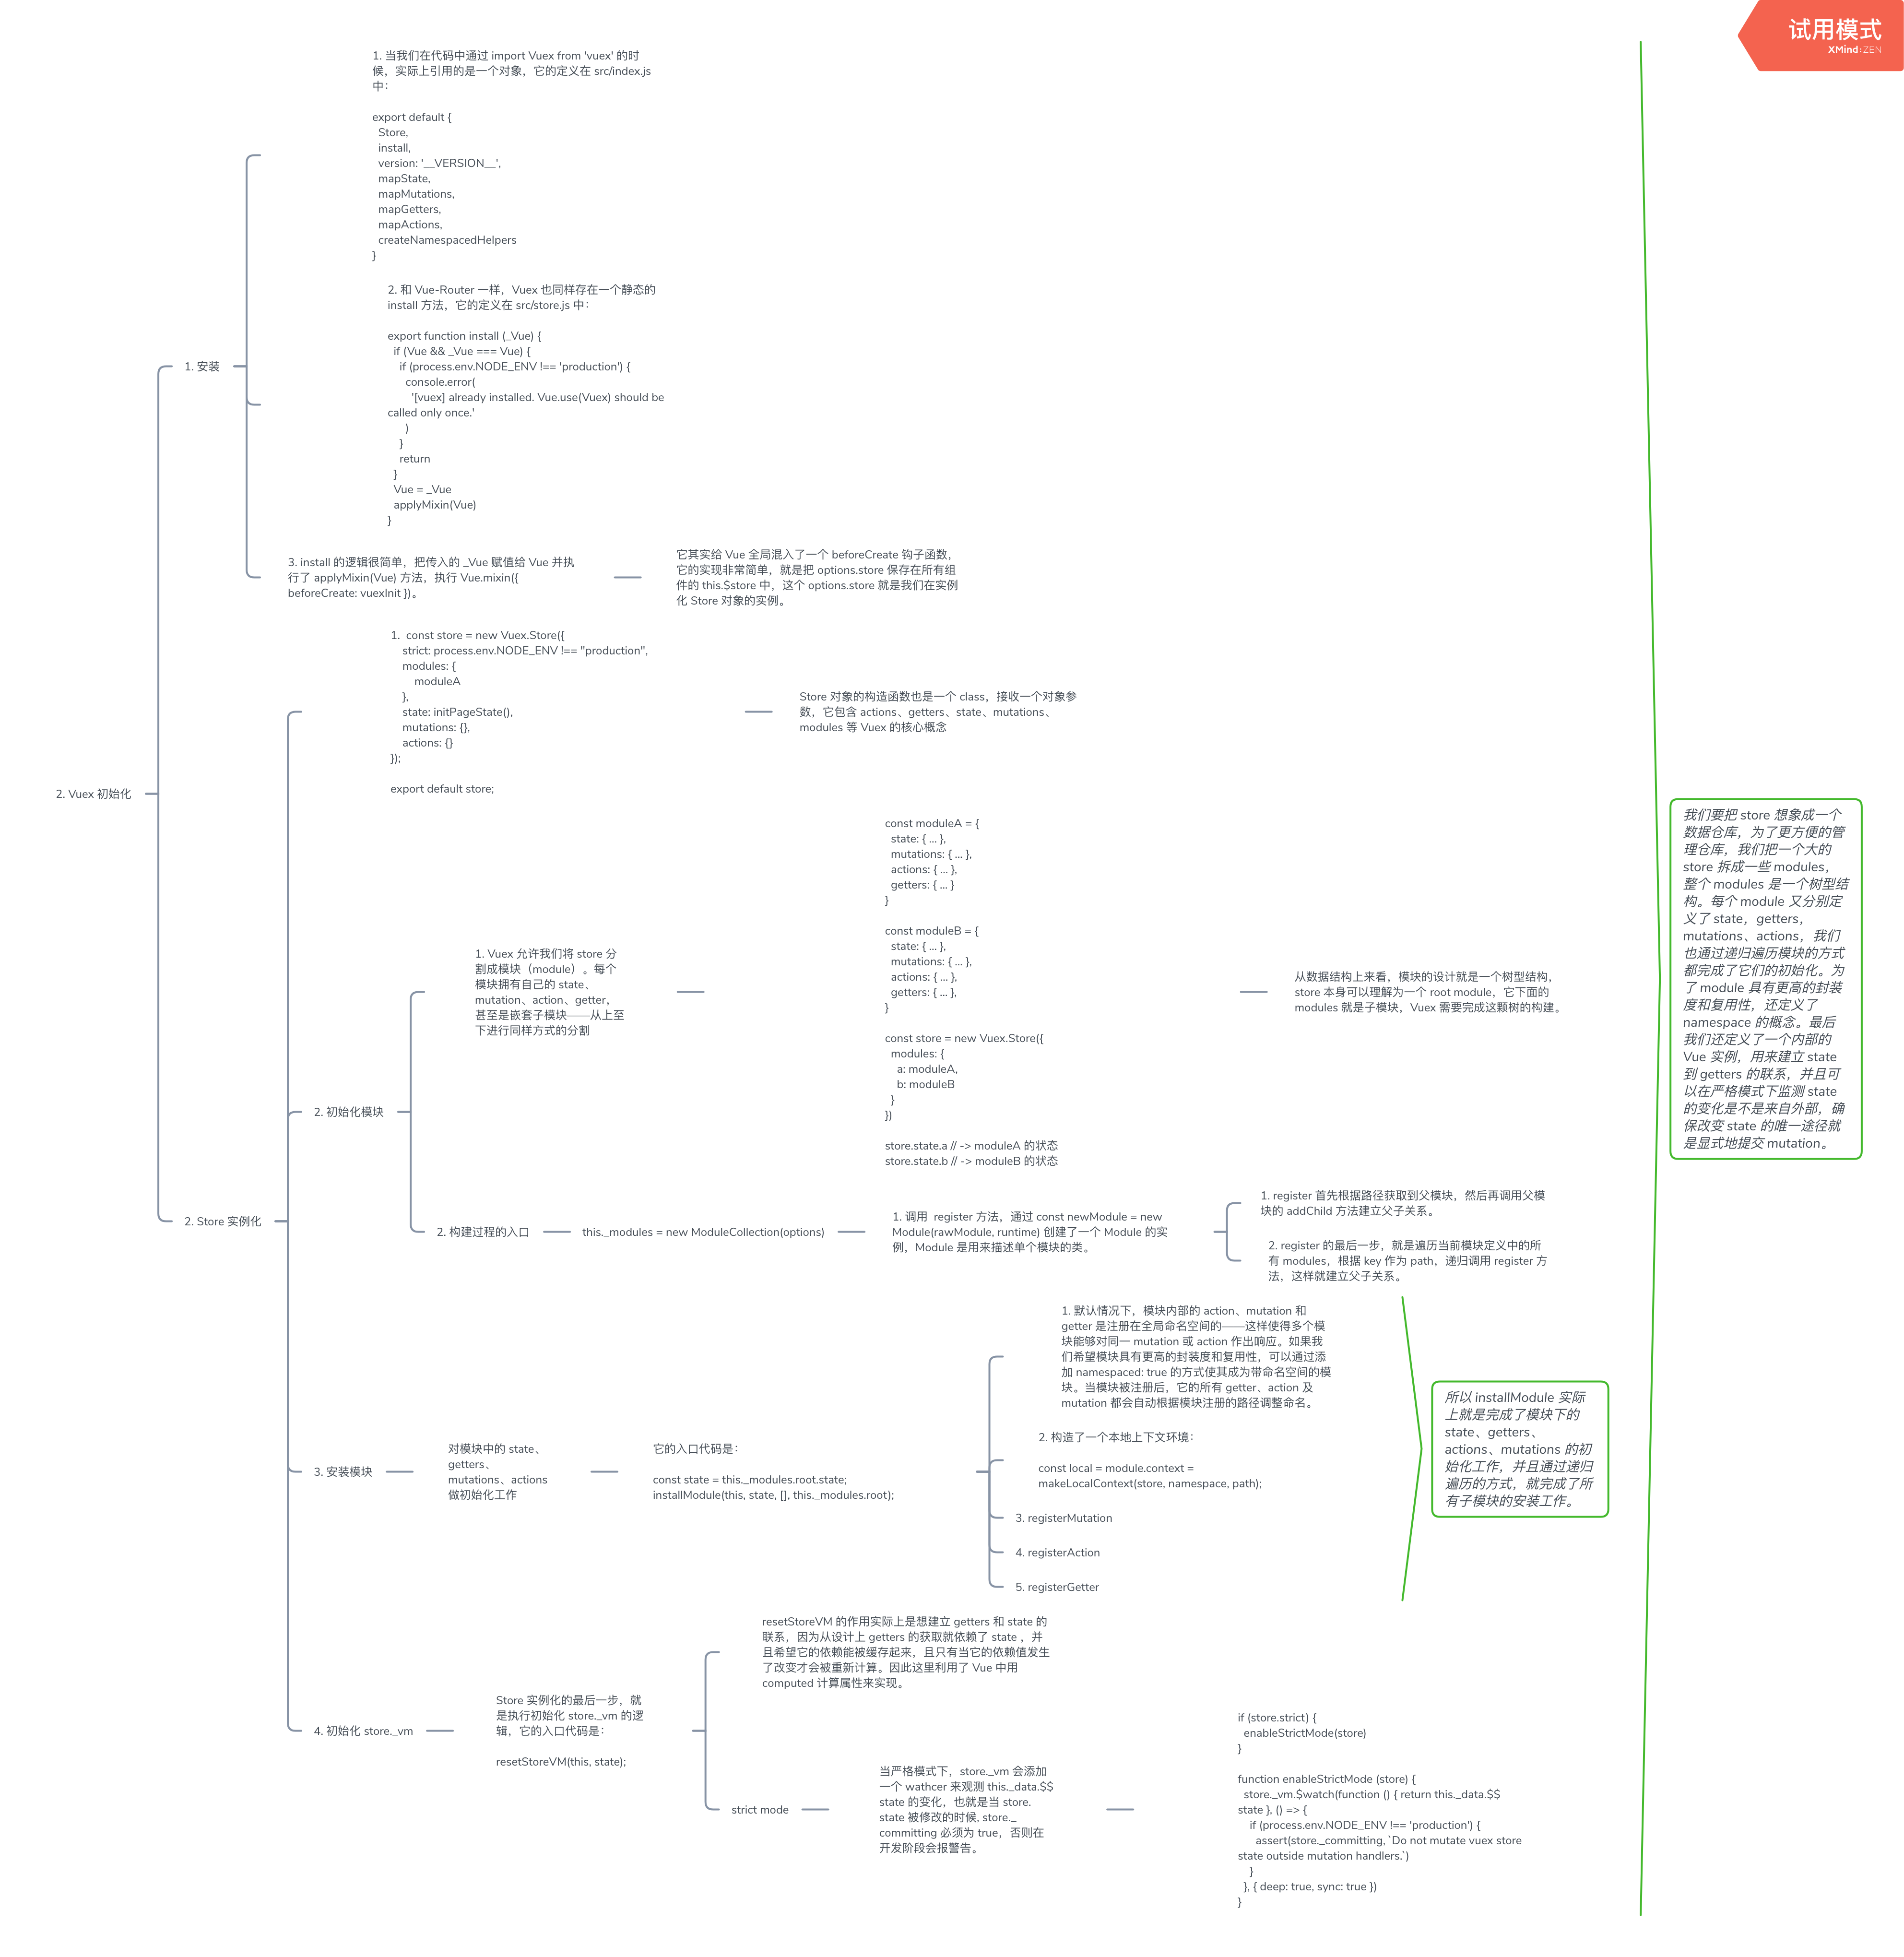 试用模式
XMind:ZEN
2. Vuex 初始化
1. 安装
1. 当我们在代码中通过 import Vuex from 'vuex' 的时
候，实际上引用的是一个对象，它的定义在 src/index.js
中：
export default {
Store,
install,
version: '__VERSION__',
mapState,
mapMutations,
mapGetters,
mapActions,
createNamespacedHelpers
}
2. 和 Vue-Router 一样，Vuex 也同样存在一个静态的
install 方法，它的定义在 src/store.js 中：
export function install (_Vue) {
if (Vue && _Vue === Vue) {
if (process.env.NODE_ENV !== 'production') {
console.error(
'[vuex] already installed. Vue.use(Vuex) should be
called only once.'
)
}
return
}
Vue = _Vue
applyMixin(Vue)
}
3. install 的逻辑很简单，把传入的 _Vue 赋值给 Vue 并执
行了 applyMixin(Vue) 方法，执行 Vue.mixin({
beforeCreate: vuexInit })。
它其实给 Vue 全局混入了一个 beforeCreate 钩子函数，
它的实现非常简单，就是把 options.store 保存在所有组
件的 this.$store 中，这个 options.store 就是我们在实例
化 Store 对象的实例。
2. Store 实例化
1.  const store = new Vuex.Store({
strict: process.env.NODE_ENV !== "production",
modules: {
moduleA
},
state: initPageState(),
mutations: {},
actions: {}
});
export default store;
Store 对象的构造函数也是一个 class，接收一个对象参
数，它包含 actions、getters、state、mutations、
modules 等 Vuex 的核心概念
2. 初始化模块
1. Vuex 允许我们将 store 分
割成模块（module）。每个
模块拥有自己的 state、
mutation、action、getter，
甚至是嵌套子模块——从上至
下进行同样方式的分割
const moduleA = {
state: { ... },
mutations: { ... },
actions: { ... },
getters: { ... }
}
const moduleB = {
state: { ... },
mutations: { ... },
actions: { ... },
getters: { ... },
}
const store = new Vuex.Store({
modules: {
a: moduleA,
b: moduleB
}
})
store.state.a // -> moduleA 的状态
store.state.b // -> moduleB 的状态
从数据结构上来看，模块的设计就是一个树型结构，
store 本身可以理解为一个 root module，它下面的
modules 就是子模块，Vuex 需要完成这颗树的构建。
2. 构建过程的入口
this._modules = new ModuleCollection(options)
1. 调用  register 方法，通过 const newModule = new
Module(rawModule, runtime) 创建了一个 Module 的实
例，Module 是用来描述单个模块的类。
1. register 首先根据路径获取到父模块，然后再调用父模
块的 addChild 方法建立父子关系。
2. register 的最后一步，就是遍历当前模块定义中的所
有 modules，根据 key 作为 path，递归调用 register 方
法，这样就建立父子关系。
3. 安装模块
对模块中的 state、
getters、
mutations、actions
做初始化工作
它的入口代码是：
const state = this._modules.root.state;
installModule(this, state, [], this._modules.root);
1. 默认情况下，模块内部的 action、mutation 和
getter 是注册在全局命名空间的——这样使得多个模
块能够对同一 mutation 或 action 作出响应。如果我
们希望模块具有更高的封装度和复用性，可以通过添
加 namespaced: true 的方式使其成为带命名空间的模
块。当模块被注册后，它的所有 getter、action 及
mutation 都会自动根据模块注册的路径调整命名。
2. 构造了一个本地上下文环境：
const local = module.context =
makeLocalContext(store, namespace, path);
3. registerMutation
4. registerAction
5. registerGetter
所以 installModule 实际
上就是完成了模块下的
state、getters、
actions、mutations 的初
始化工作，并且通过递归
遍历的方式，就完成了所
有子模块的安装工作。
4. 初始化 store._vm
Store 实例化的最后一步，就
是执行初始化 store._vm 的逻
辑，它的入口代码是：
resetStoreVM(this, state);
resetStoreVM 的作用实际上是想建立 getters 和 state 的
联系，因为从设计上 getters 的获取就依赖了 state ，并
且希望它的依赖能被缓存起来，且只有当它的依赖值发生
了改变才会被重新计算。因此这里利用了 Vue 中用
computed 计算属性来实现。
strict mode
当严格模式下，store._vm 会添加
一个 wathcer 来观测 this._data.$$
state 的变化，也就是当 store.
state 被修改的时候, store._
committing 必须为 true，否则在
开发阶段会报警告。
if (store.strict) {
enableStrictMode(store)
}
function enableStrictMode (store) {
store._vm.$watch(function () { return this._data.$$
state }, () => {
if (process.env.NODE_ENV !== 'production') {
assert(store._committing, `Do not mutate vuex store
state outside mutation handlers.`)
}
}, { deep: true, sync: true })
}
我们要把 store 想象成一个
数据仓库，为了更方便的管
理仓库，我们把一个大的
store 拆成一些 modules，
整个 modules 是一个树型结
构。每个 module 又分别定
义了 state，getters，
mutations、actions，我们
也通过递归遍历模块的方式
都完成了它们的初始化。为
了 module 具有更高的封装
度和复用性，还定义了
namespace 的概念。最后
我们还定义了一个内部的
Vue 实例，用来建立 state
到 getters 的联系，并且可
以在严格模式下监测 state
的变化是不是来自外部，确
保改变 state 的唯一途径就
是显式地提交 mutation。